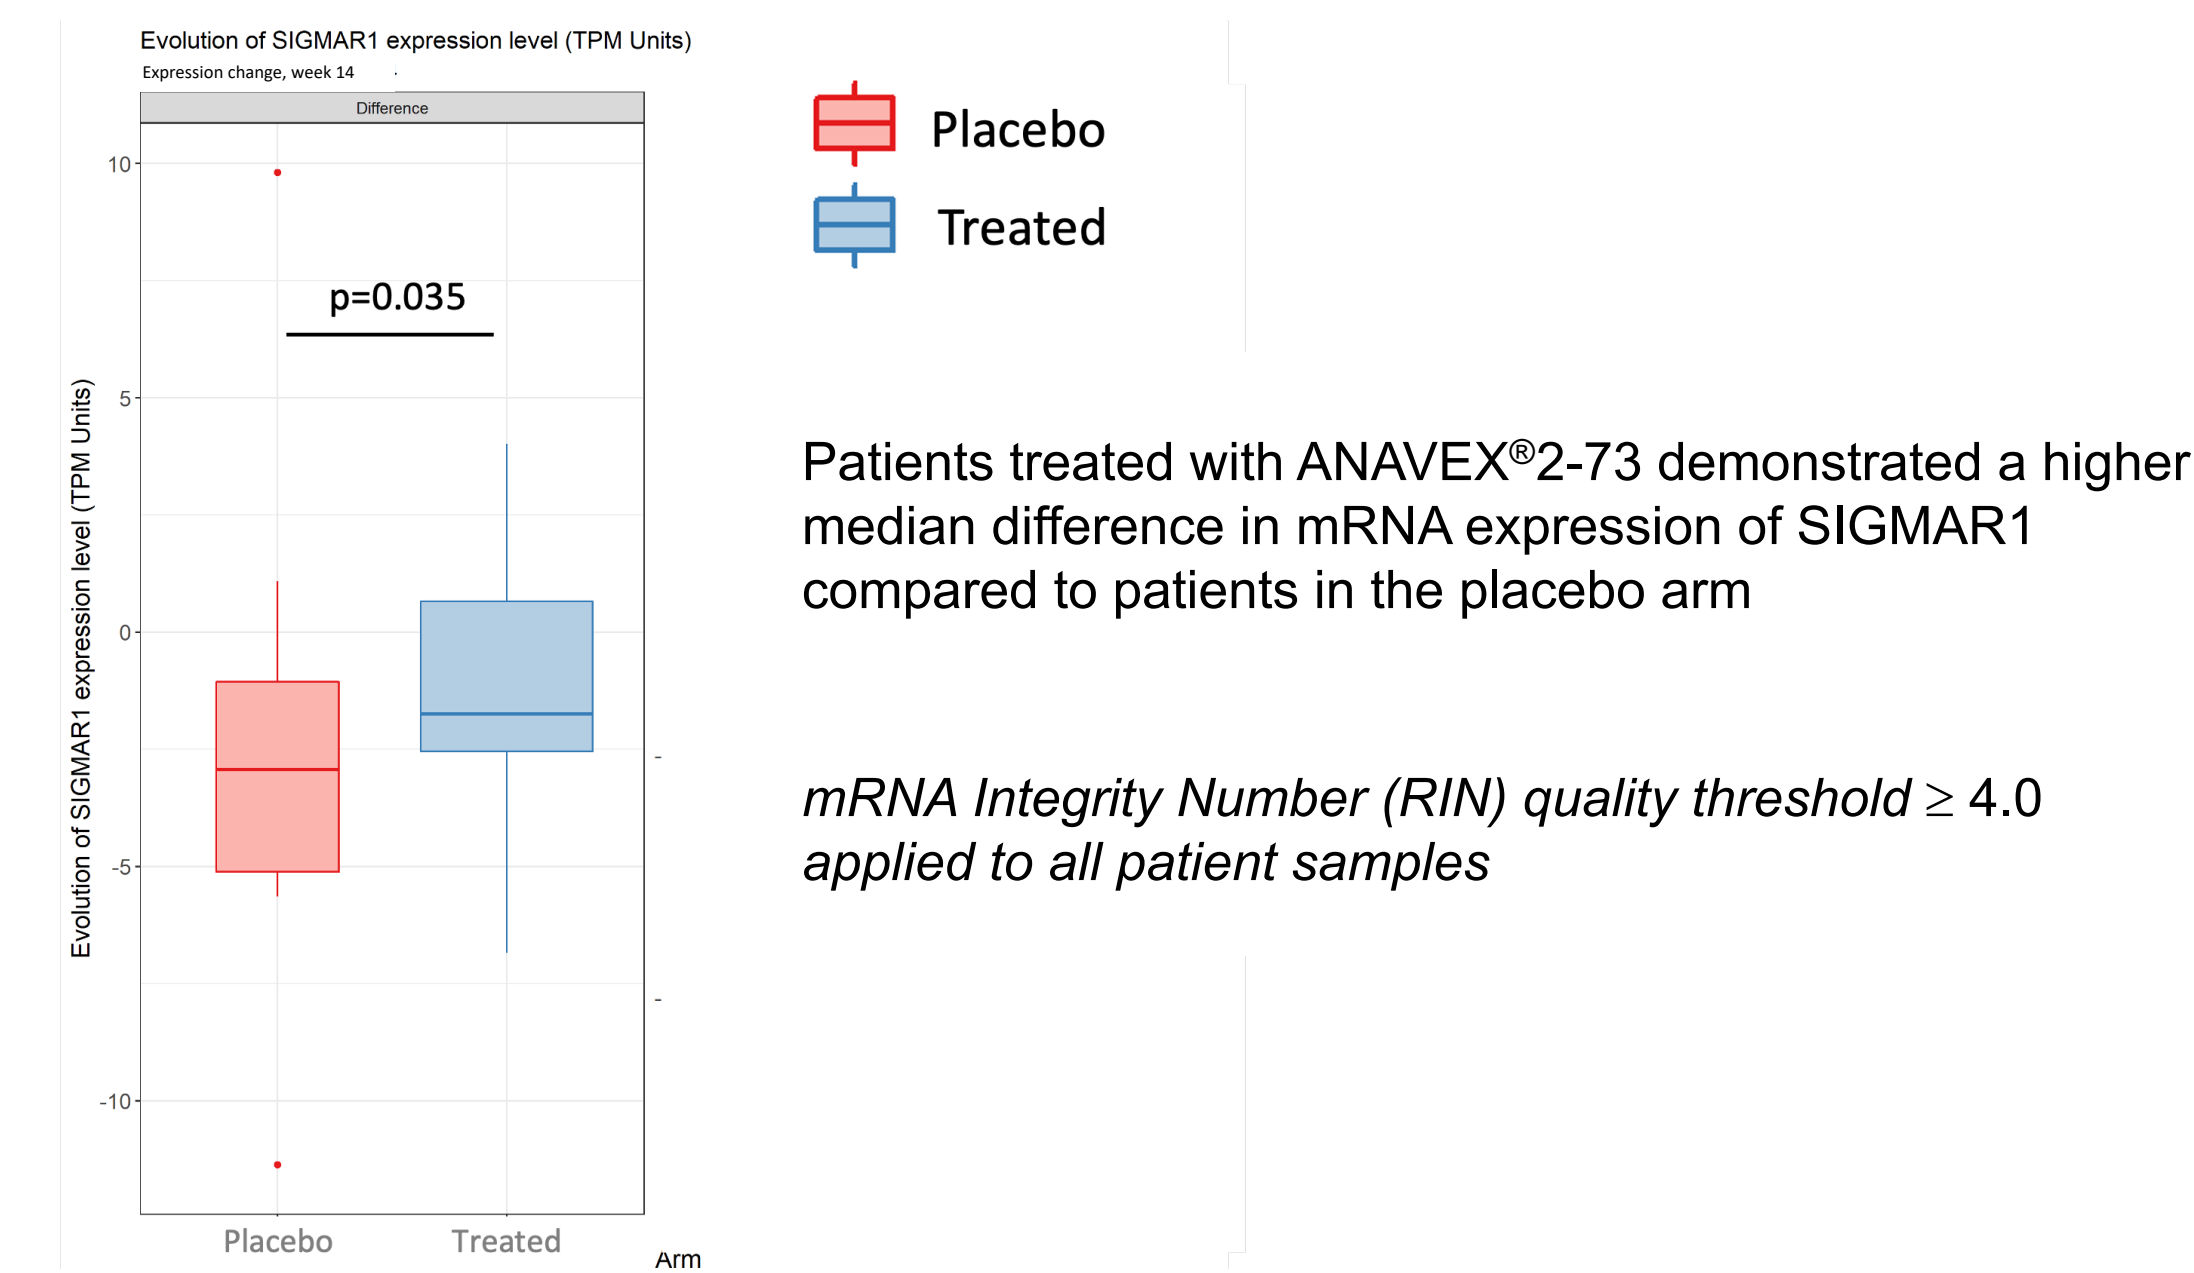 Evolution of SIGMAR1 expression level (TPM Units)
Expression change, week 14
Difference
Evolution of SIGMAR1 expression level (TPM Units)
10
5
0
-5
-10
p=0.035
Placebo
Treated
Arm
Placebo
Treated
Patients treated with ANAVEX®2-73 demonstrated a higher
median difference in mRNA expression of SIGMAR1
compared to patients in the placebo arm
mRNA Integrity Number (RIN) quality threshold ≥ 4.0
applied to all patient samples